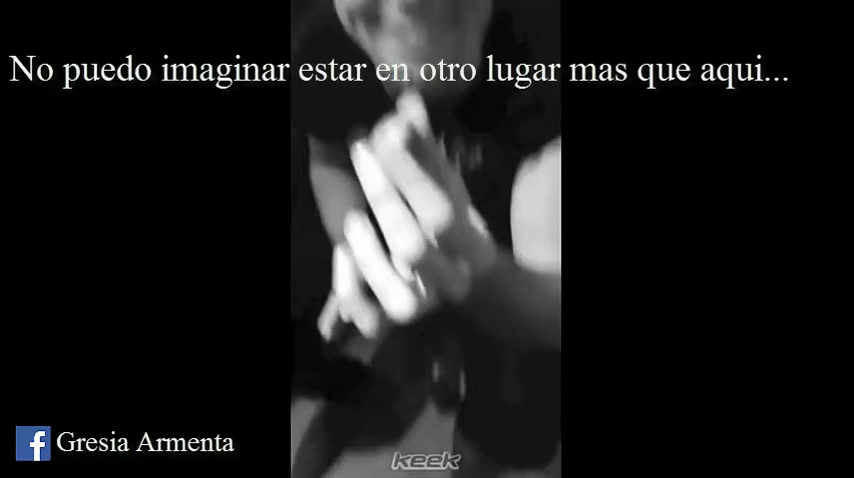 No puedo imaginar estar en otro lugar mas que aqui...
Gresia Armenta
keek